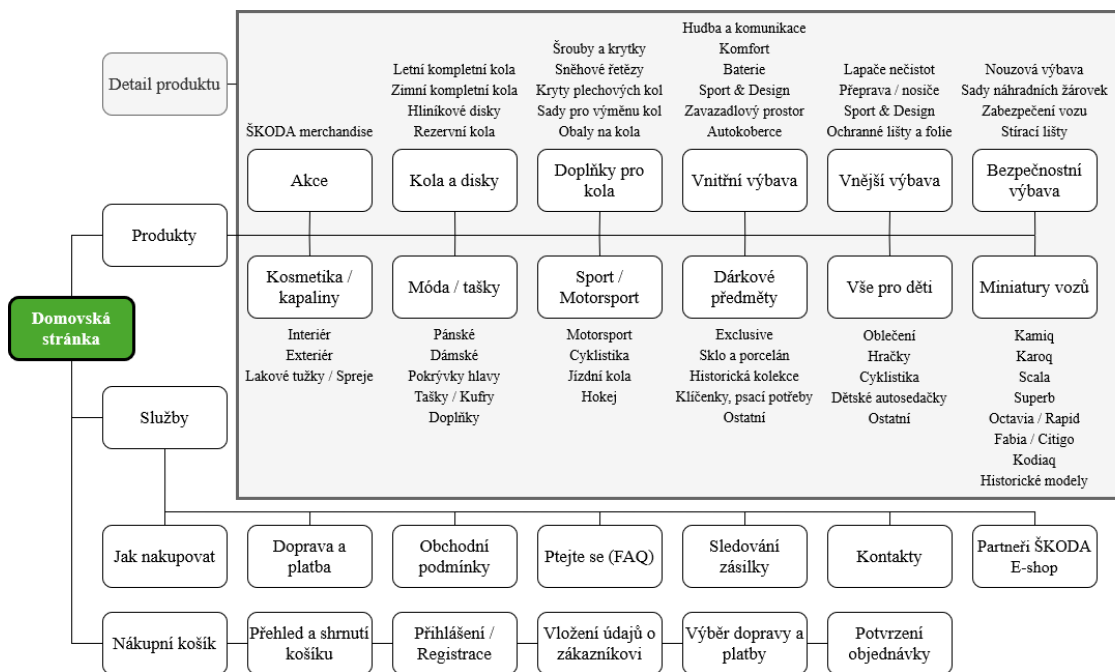 Detail produktu
ŠKODA merchandise
Letní kompletní kola
Zimní kompletní kola
Hliníkové disky
Rezervní kola
Šrouby a krytky
Sněhové řetězy
Kryty plechových kol
Sady pro výměnu kol
Obaly na kola
Hudba a komunikace
Komfort
Baterie
Sport & Design
Zavazadlový prostor
Autokoberce
Lapače nečistot
Přeprava / nosiče
Sport & Design
Ochranné lišty a folie
Nouzová výbava
Sady náhradních žárovek
Zabezpečení vozu
Stírací lišty
Akce
Kola a disky
Doplňky pro
kola
Vnitřní výbava
Vnější výbava
Bezpečnostní
výbava
Produkty
Kosmetika /
kapaliny
Móda / tašky
Sport /
Motorsport
Dárkové
předměty
Vše pro děti
Miniatury vozů
Domovská
stránka
Interiér
Exteriér
Lakové tužky / Spreje
Pánské
Dámské
Pokrývky hlavy
Tašky / Kufry
Doplňky
Motorsport
Cyklistika
Jízdní kola
Hokej
Exclusive
Sklo a porcelán
Historická kolekce
Klíčenky, psací potřeby
Ostatní
Oblečení
Hračky
Cyklistika
Dětské autosedačky
Ostatní
Kamiq
Karoq
Scala
Superb
Octavia / Rapid
Fabia / Citigo
Kodiaq
Historické modely
Služby
Jak nakupovat
Doprava a
platba
Obchodní
podmínky
Ptejte se (FAQ)
Sledování
zásilky
Kontakty
Partneři ŠKODA
E-shop
Nákupní košík
Přehled a shrnutí
košíku
Přihlášení /
Registrace
Vložení údajů o
zákazníkovi
Výběr dopravy a
platby
Potvrzení
objednávky